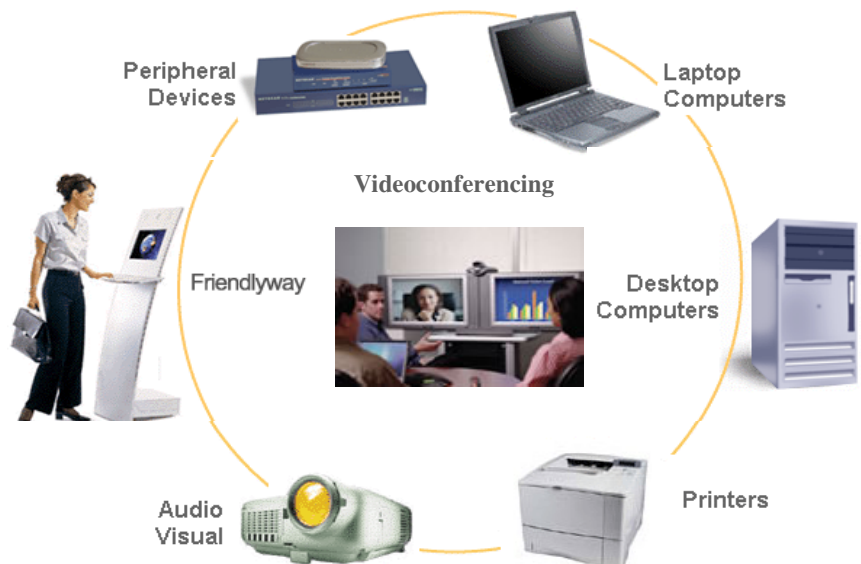 Peripheral
Devices
Laptop
Computers
Videoconferencing
Friendlyway
Desktop
Computers
Audio
Visual
Printers